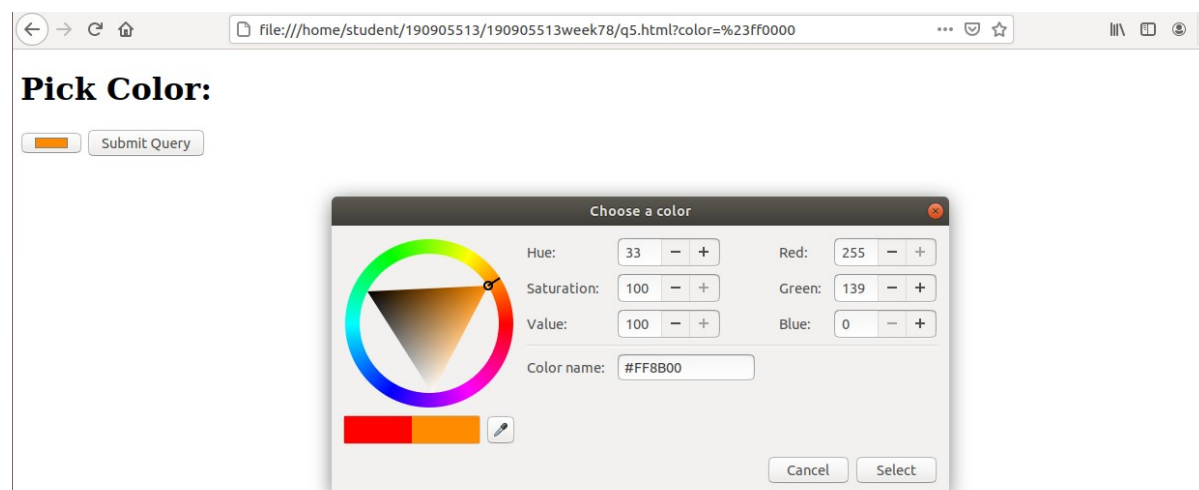 file:///home/student/190905513/190905513week78/q5.html?color=%23ff0000
Pick Color:
Submit Query
Choose a color
Hue: 33 − + Red: 255 − +
Saturation: 100 − + Green: 139 − +
Value: 100 − + Blue: 0 − +
Color name: #FF8B00
Cancel Select